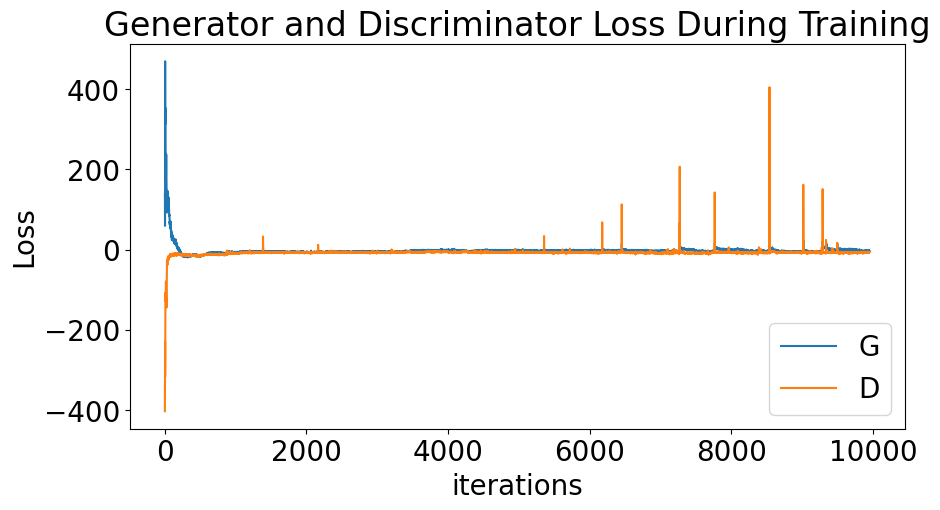 Generator and Discriminator Loss During Training
Loss
400
200
0
−200
−400
0
2000
4000
6000
8000
10000
iterations
G
D